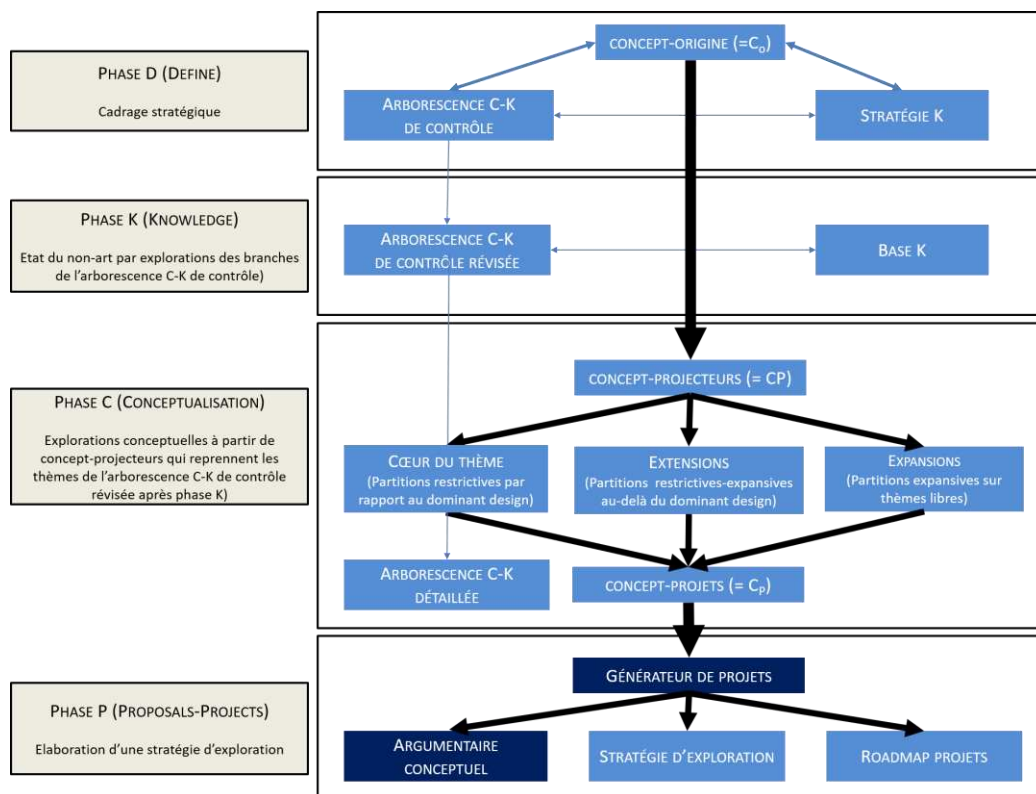 PHASE D (DEFINE)
Cadrage stratégique
CONCEPT-ORIGINE (=Co)
ARBORESCENCE C-K
DE CONTRÔLE
STRATÉGIE K
PHASE K (KNOWLEDGE)
Etat du non-art par explorations des branches
de l'arborescence C-K de contrôle)
ARBORESCENCE C-K
DE CONTRÔLE RÉVISÉE
BASE K
PHASE C (CONCEPTUALISATION)
Explorations conceptuelles à partir de
concept-projecteurs qui reprennent les
thèmes de l'arborescence C-K de contrôle
révisée après phase K)
CONCEPT-PROJECTEURS (= CP)
CŒUR DU THÈME
(Partitions restrictives par
rapport au dominant design)
EXTENSIONS
(Partitions restrictives-expansives
au-delà du dominant design)
EXPANSIONS
(Partitions expansives sur
thèmes libres)
ARBORESCENCE C-K
DÉTAILLÉE
CONCEPT-PROJETS (= CP)
PHASE P (PROPOSALS-PROJECTS)
Elaboration d'une stratégie d'exploration
GÉNÉRATEUR DE PROJETS
ARGUMENTAIRE
CONCEPTUEL
STRATÉGIE D'EXPLORATION
ROADMAP PROJETS